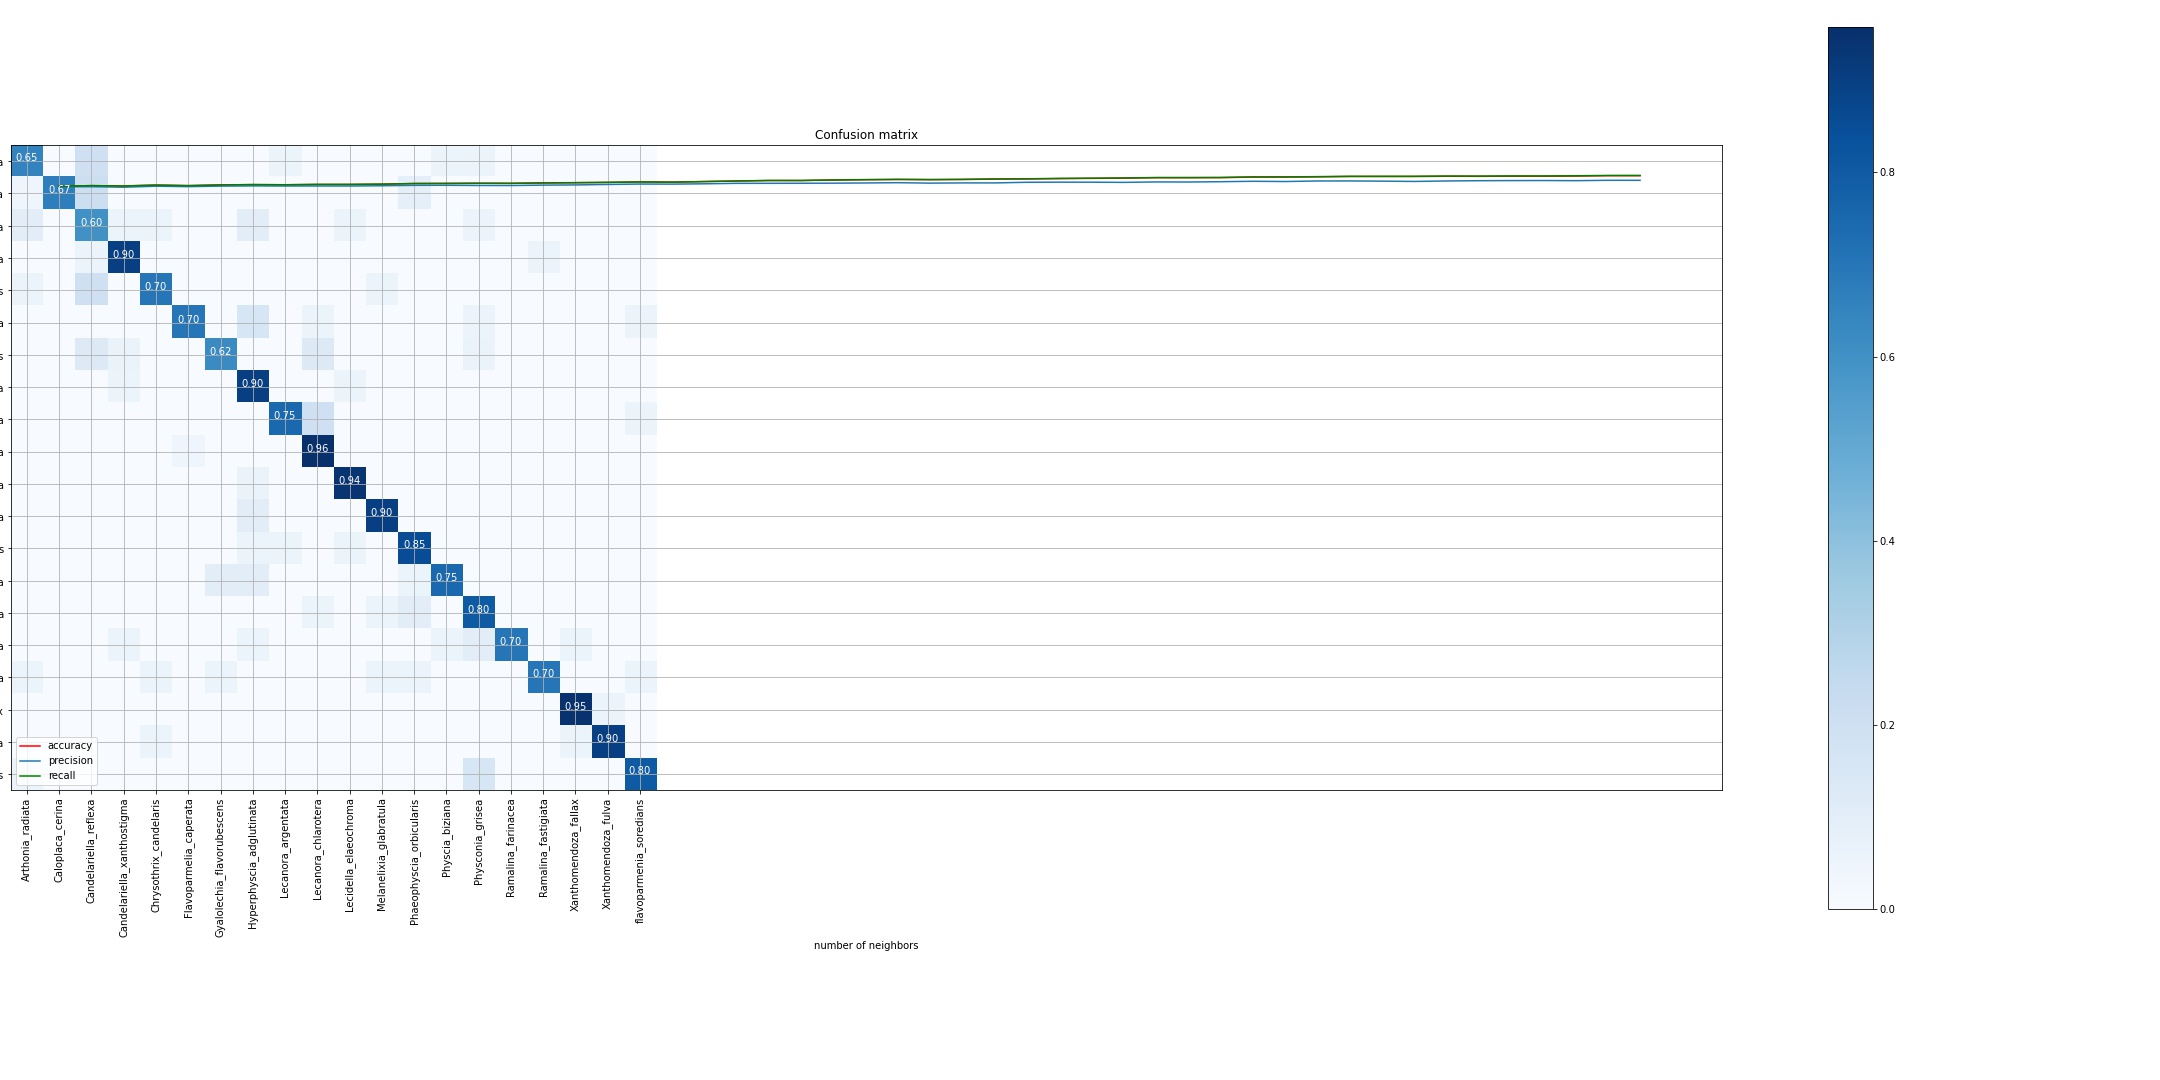 Confusion matrix
a
0.65
a
0.67
a
0.60
a
0.90
s
0.70
a
0.70
s
0.62
a
0.90
a
0.75
a
0.96
a
0.94
a
0.90
s
0.85
a
0.75
a
0.80
a
0.70
a
0.70
x
0.95
a
0.90
s
0.80
accuracy
precision
recall
Arthonia_radiata
Caloplaca_cerina
Candelariella_reflexa
Candelariella_xanthostigma
Chrysothrix_candelaris
Flavoparmelia_caperata
Gyalolechia_flavorubescens
Hyperphyscia_adglutinata
Lecanora_argentata
Lecanora_chlarotera
Lecidella_elaeochroma
Melanelixia_glabratula
Phaeophyscia_orbicularis
Physcia_biziana
Physconia_grisea
Ramalina_farinacea
Ramalina_fastigiata
Xanthomendoza_fallax
Xanthomendoza_fulva
flavoparmenia_soredians
number of neighbors
0.8
0.6
0.4
0.2
0.0